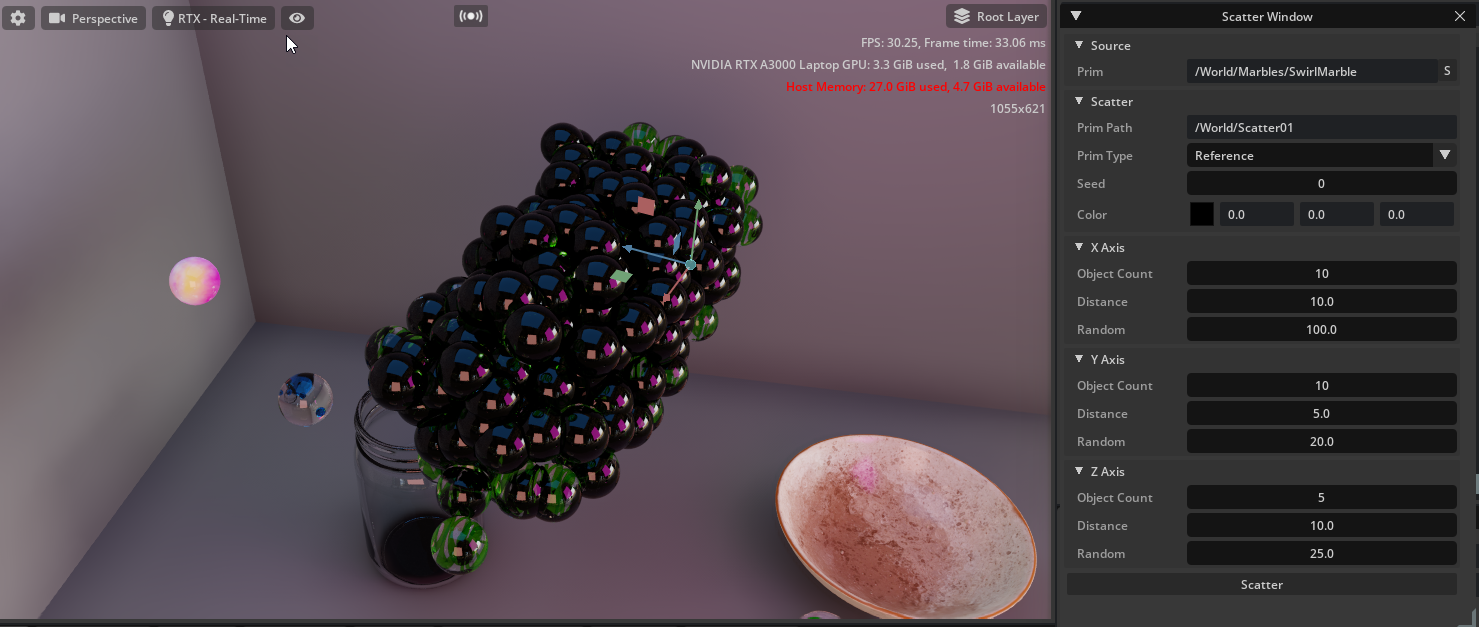 Perspective
RTX - Real-Time
Root Layer
FPS: 30.25, Frame time: 33.06 ms
NVIDIA RTX A3000 Laptop GPU: 3.3 GiB used, 1.8 GiB available
Host Memory: 27.0 GiB used, 4.7 GiB available
1055x621
Scatter Window
Source
Prim /World/Marbles/SwirlMarble S
Scatter
Prim Path /World/Scatter01
Prim Type Reference
Seed 0
Color 0.0 0.0 0.0
X Axis
Object Count 10
Distance 10.0
Random 100.0
Y Axis
Object Count 10
Distance 5.0
Random 20.0
Z Axis
Object Count 5
Distance 10.0
Random 25.0
Scatter